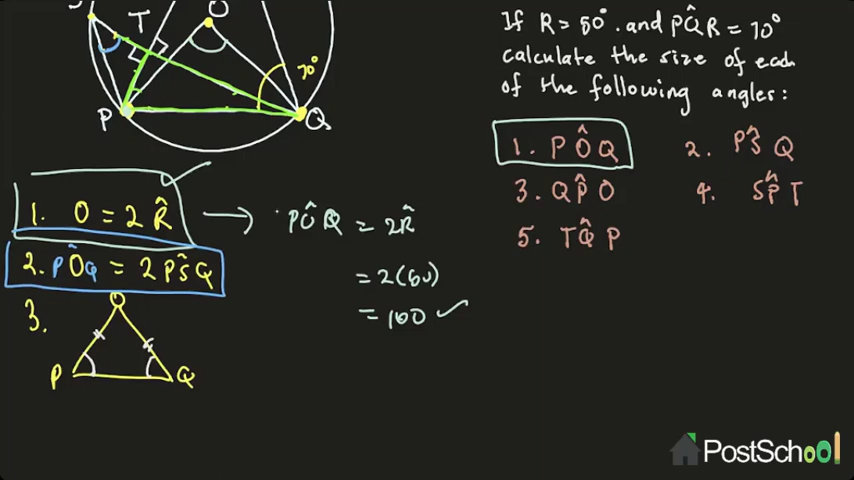 T
O
70°
P
Q
If R = 50° and PQ̂R = 70°
calculate the size of each
of the following angles:
1. PÔQ
2. PŜQ
3. QP̂O
4. SP̂T
5. TQ̂P
1. O = 2R̂
PÔQ = 2R̂
= 2(50)
= 100
2. PÔQ = 2PŜQ
3.
O
P
Q
PostSchool